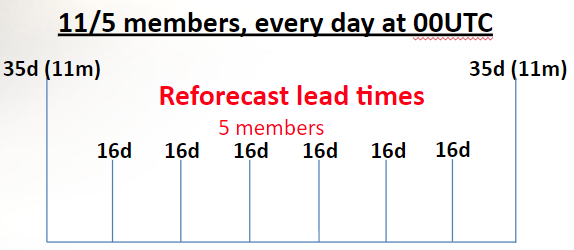 11/5 members, every day at 00UTC
35d (11m) 35d (11m)
Reforecast lead times
5 members
16d 16d 16d 16d 16d 16d